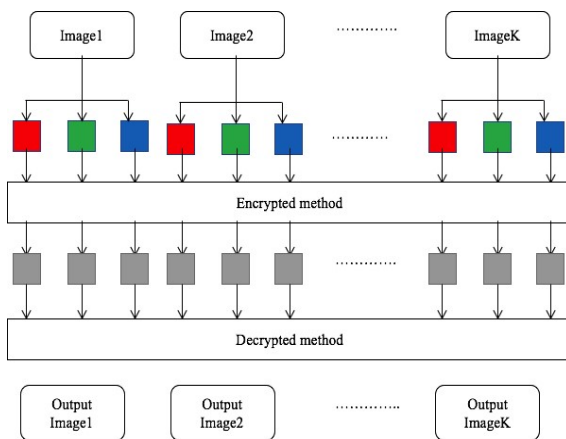 Image1 Image2 ............... ImageK
..............
Encrypted method
...............
Decrypted method
Output Output ............... Output
Image1 Image2 ImageK